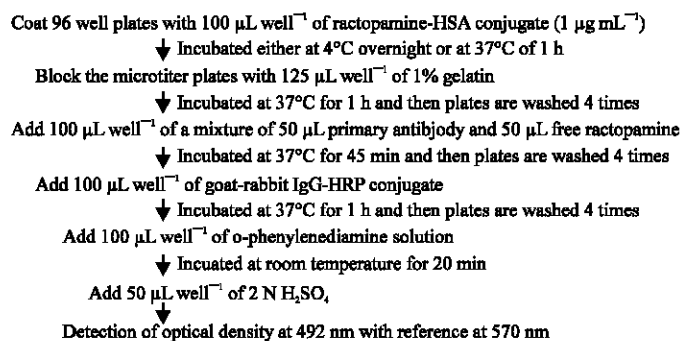 Coat 96 well plates with 100 μL well⁻¹ of ractopamine-HSA conjugate (1 μg mL⁻¹)
Incubated either at 4°C overnight or at 37°C of 1 h
Block the microtiter plates with 125 μL well⁻¹ of 1% gelatin
Incubated at 37°C for 1 h and then plates are washed 4 times
Add 100 μL well⁻¹ of a mixture of 50 μL primary antibjody and 50 μL free ractopamine
Incubated at 37°C for 45 min and then plates are washed 4 times
Add 100 μL well⁻¹ of goat-rabbit IgG-HRP conjugate
Incubated at 37°C for 1 h and then plates are washed 4 times
Add 100 μL well⁻¹ of o-phenylenediamine solution
Incuated at room temperature for 20 min
Add 50 μL well⁻¹ of 2 N H₂SO₄
Detection of optical density at 492 nm with reference at 570 nm